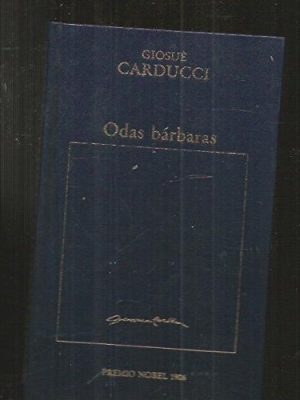 GIOSUÈ
CARDUCCI
Odas bárbaras
PREMIO NOBEL 1906